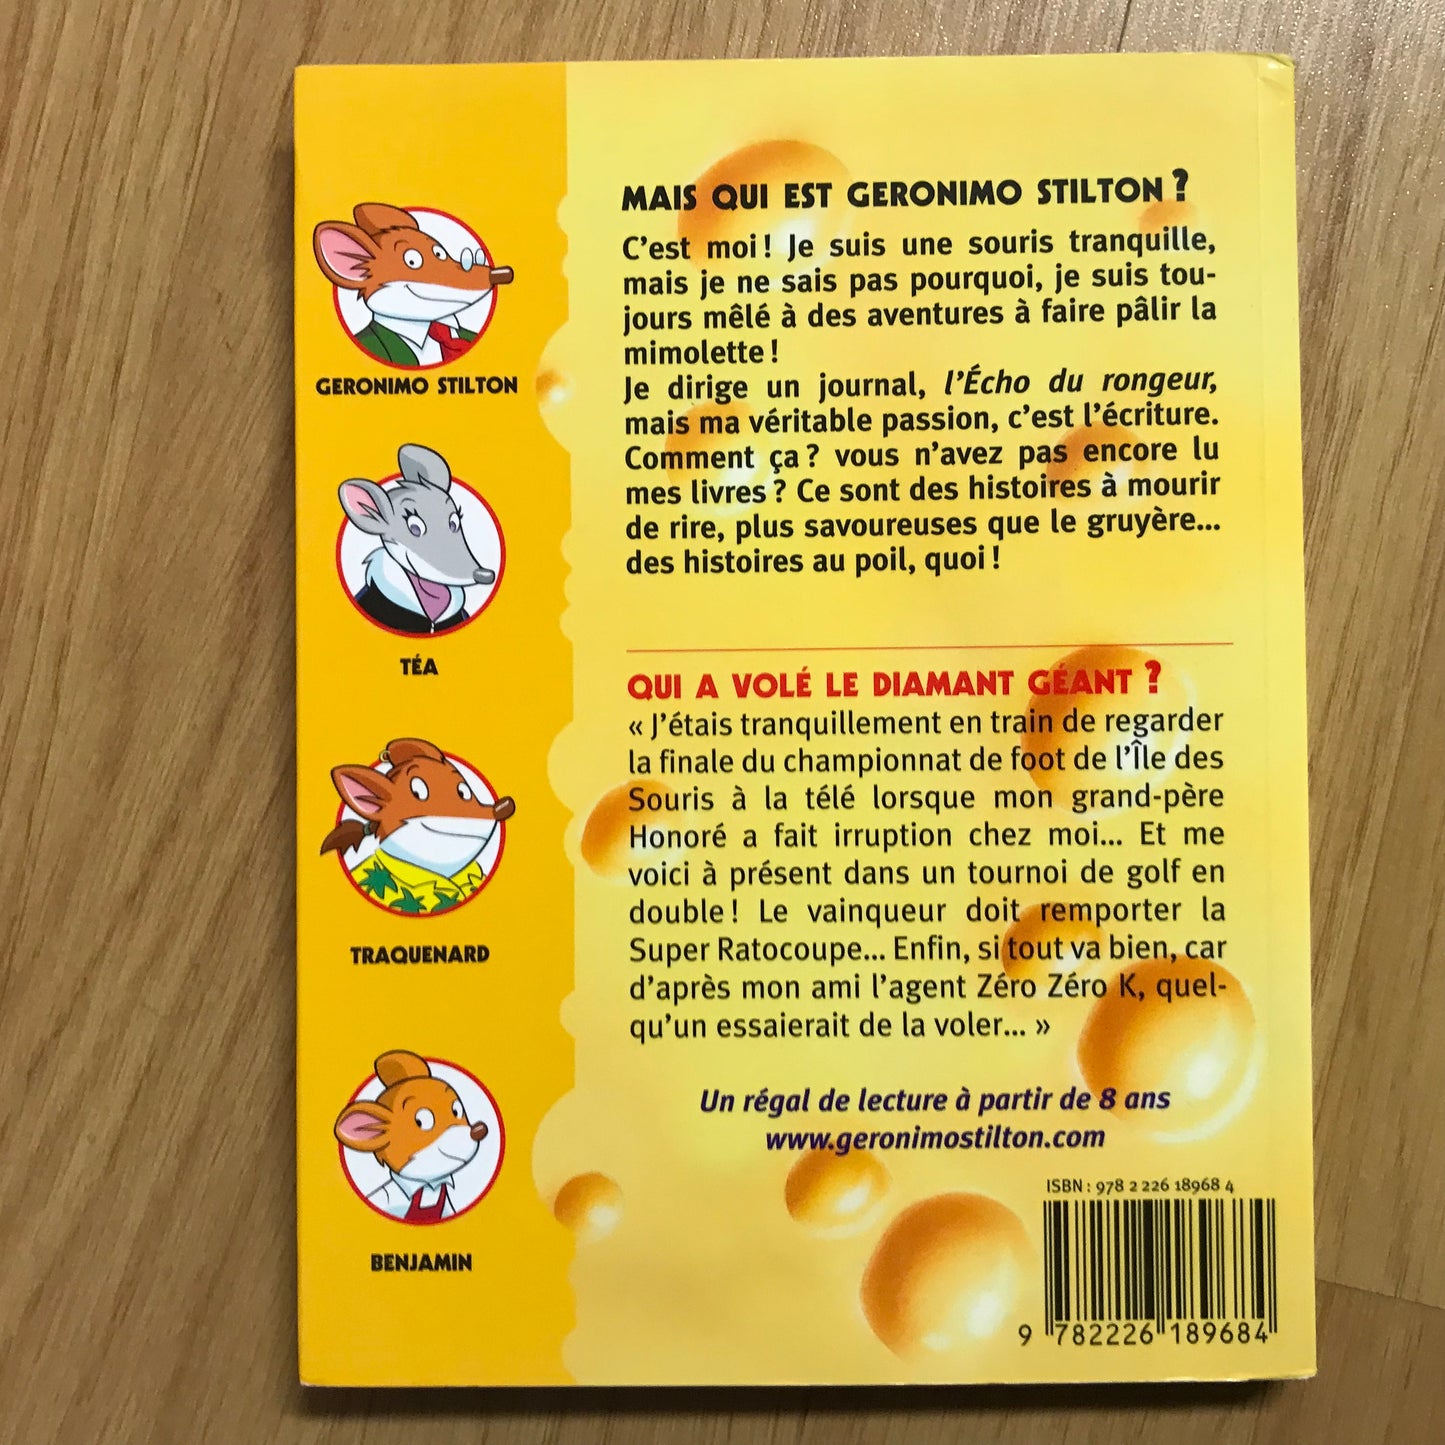 GERONIMO STILTON
TÉA
TRAQUENARD
BENJAMIN
MAIS QUI EST GERONIMO STILTON ?
C'est moi ! Je suis une souris tranquille,
mais je ne sais pas pourquoi, je suis tou-
jours mêlé à des aventures à faire pâlir la
mimolette !
Je dirige un journal, l'Écho du rongeur,
mais ma véritable passion, c'est l'écriture.
Comment ça ? vous n'avez pas encore lu
mes livres ? Ce sont des histoires à mourir
de rire, plus savoureuses que le gruyère...
des histoires au poil, quoi !
QUI A VOLÉ LE DIAMANT GÉANT ?
« J'étais tranquillement en train de regarder
la finale du championnat de foot de l'Île des
Souris à la télé lorsque mon grand-père
Honoré a fait irruption chez moi... Et me
voici à présent dans un tournoi de golf en
double ! Le vainqueur doit remporter la
Super Ratocoupe... Enfin, si tout va bien, car
d'après mon ami l'agent Zéro Zéro K, quel-
qu'un essaierait de la voler... »
Un régal de lecture à partir de 8 ans
www.geronimostilton.com
ISBN : 978 2 226 18968 4
9 782226 189684